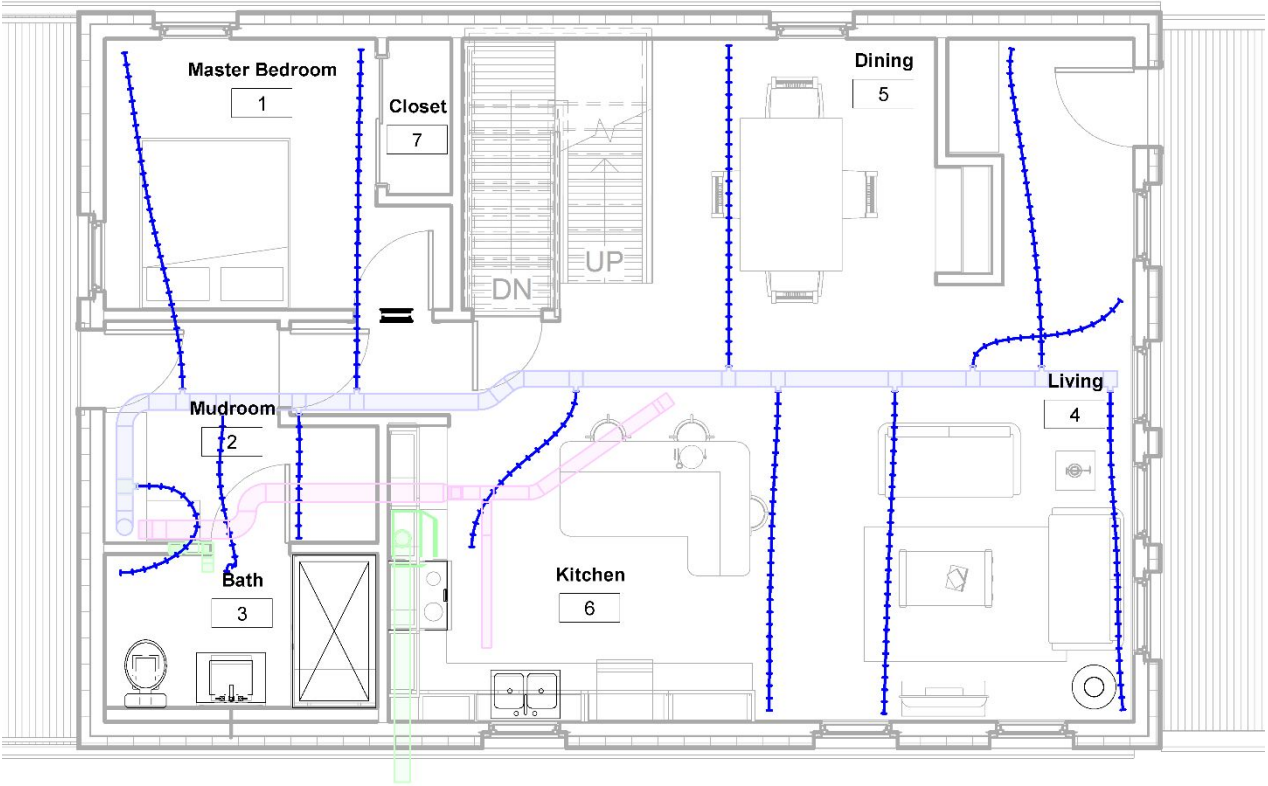 Master Bedroom
1
Closet
7
Dining
5
UP
DN
Living
4
Mudroom
2
Kitchen
6
Bath
3